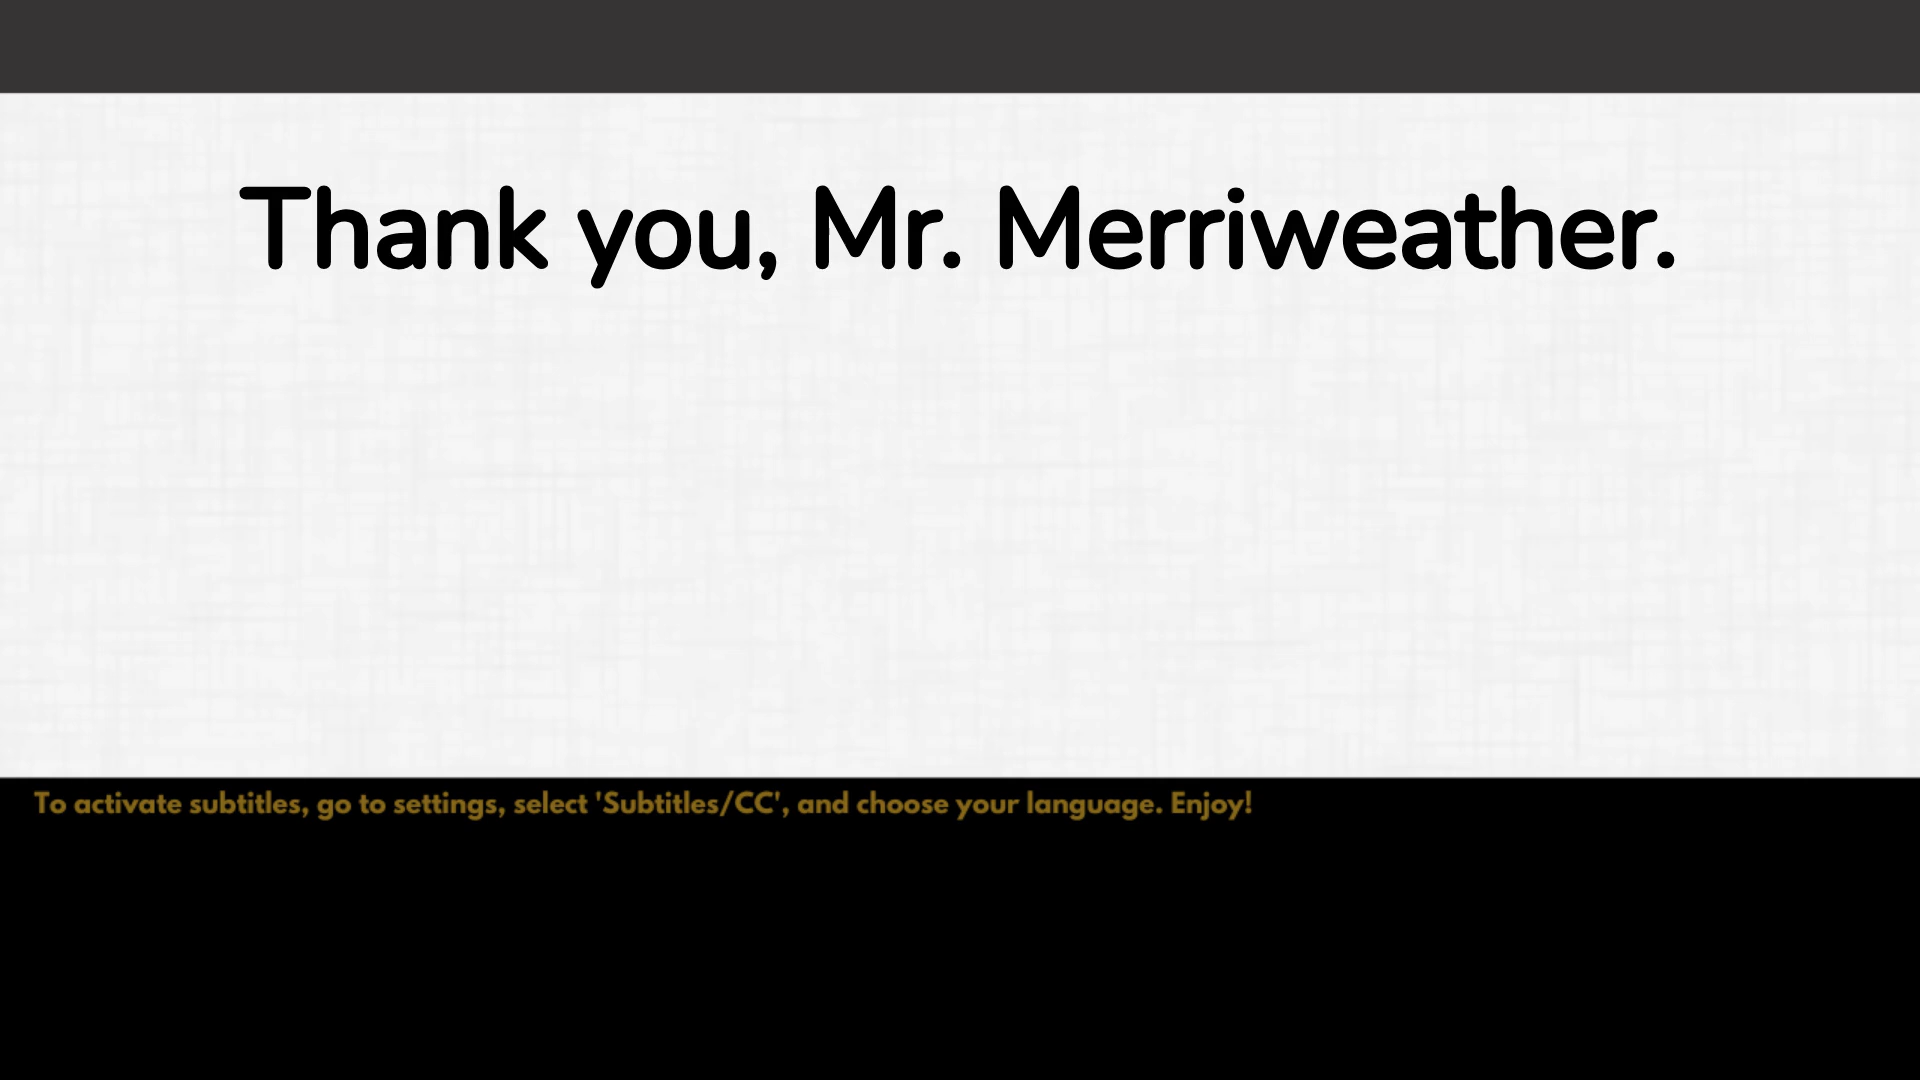 Thank you, Mr. Merriweather.
To activate subtitles, go to settings, select 'Subtitles/CC', and choose your language. Enjoy!